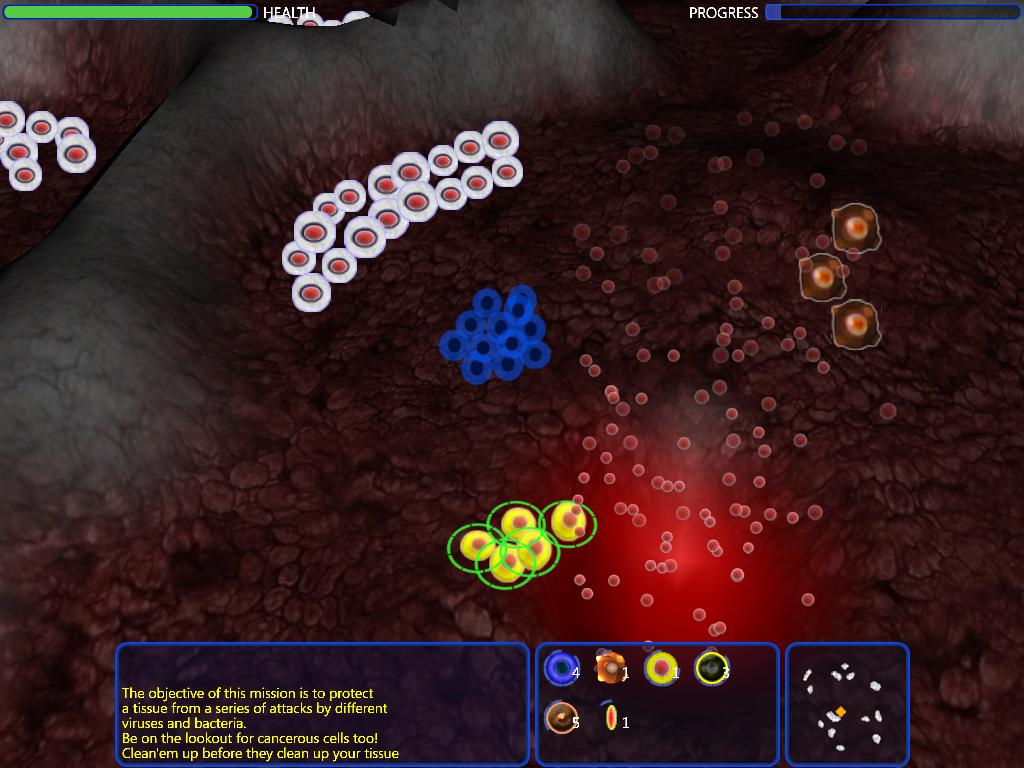 HEALTH PROGRESS
The objective of this mission is to protect
a tissue from a series of attacks by different
viruses and bacteria.
Be on the lookout for cancerous cells too!
Clean'em up before they clean up your tissue
4 1 1 3
5 1